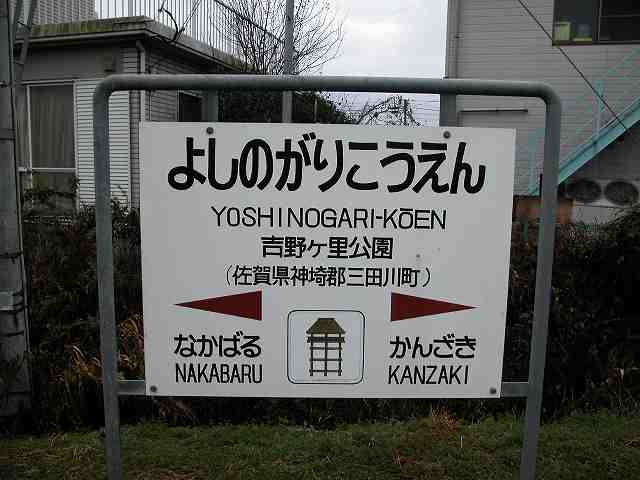 よしのがりこうえん
YOSHINOGARI-KŌEN
吉野ヶ里公園
（佐賀県神埼郡三田川町）
なかばる
NAKABARU
かんざき
KANZAKI